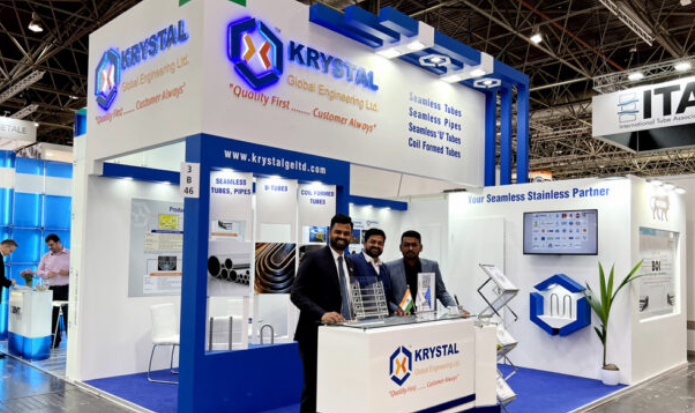 KRYSTAL
Global Engineering Ltd.
"Quality First ........ Customer Always"
KRYSTAL
Global Engineering Ltd.
"Quality First ........ Customer Always"
Seamless Tubes
Seamless Pipes
Seamless 'U' Tubes
Coil Formed Tubes
ITA
International Tube Association
www.krystalgeltd.com
3
B
46
SEAMLESS
TUBES, PIPES
U-TUBES
COIL FORMED
TUBES
Your Seamless Stainless Partner
KRYSTAL
Global Engineering Ltd.
"Quality First ........ Customer Always"